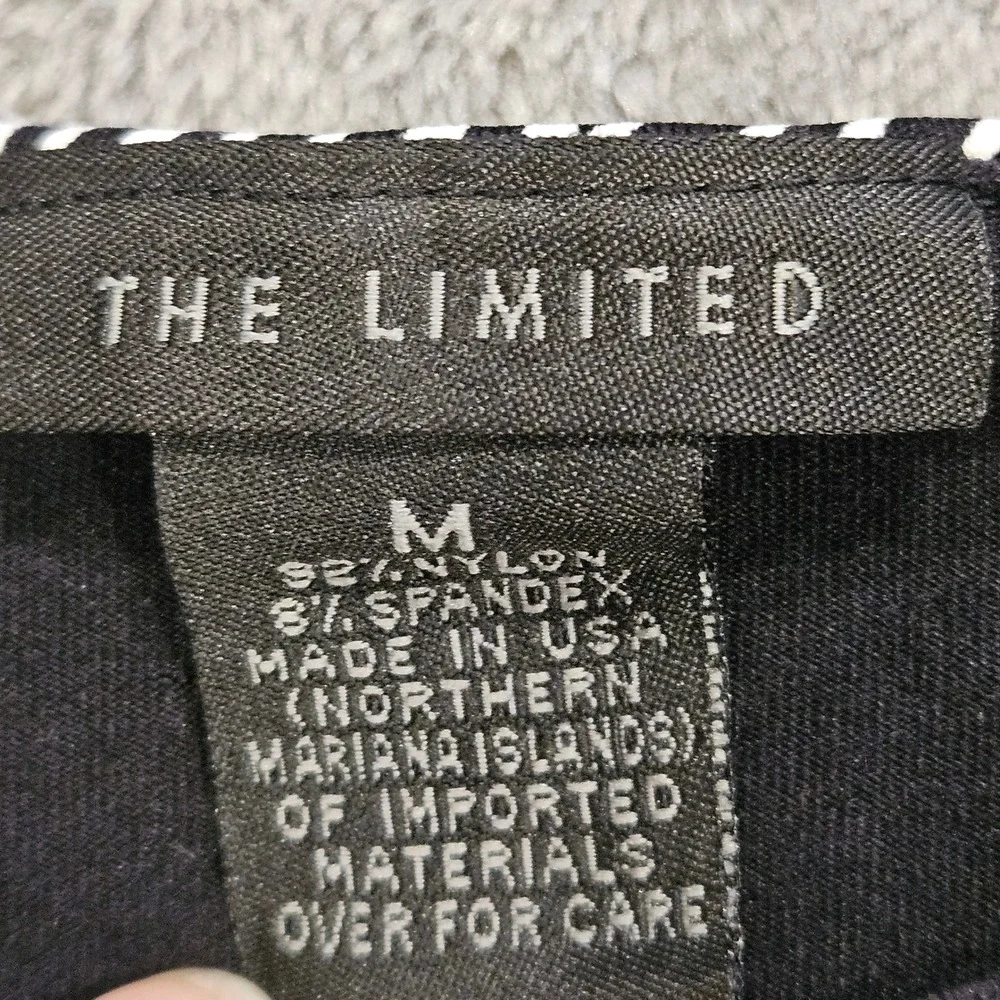 THE LIMITED
M
92% NYLON
8% SPANDEX
MADE IN USA
(NORTHERN
MARIANA ISLANDS)
OF IMPORTED
MATERIALS
OVER FOR CARE